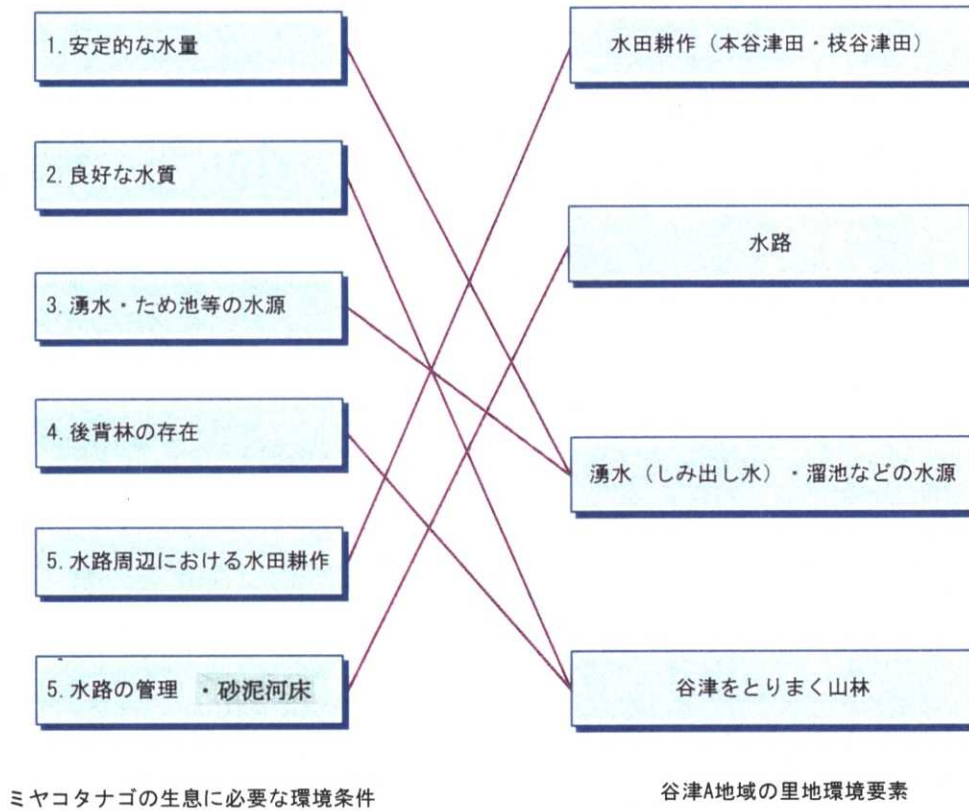 1. 安定的な水量
2. 良好な水質
3. 湧水・ため池等の水源
4. 後背林の存在
5. 水路周辺における水田耕作
5. 水路の管理 ・砂泥河床
ミヤコタナゴの生息に必要な環境条件
水田耕作（本谷津田・枝谷津田）
水路
湧水（しみ出し水）・溜池などの水源
谷津をとりまく山林
谷津A地域の里地環境要素